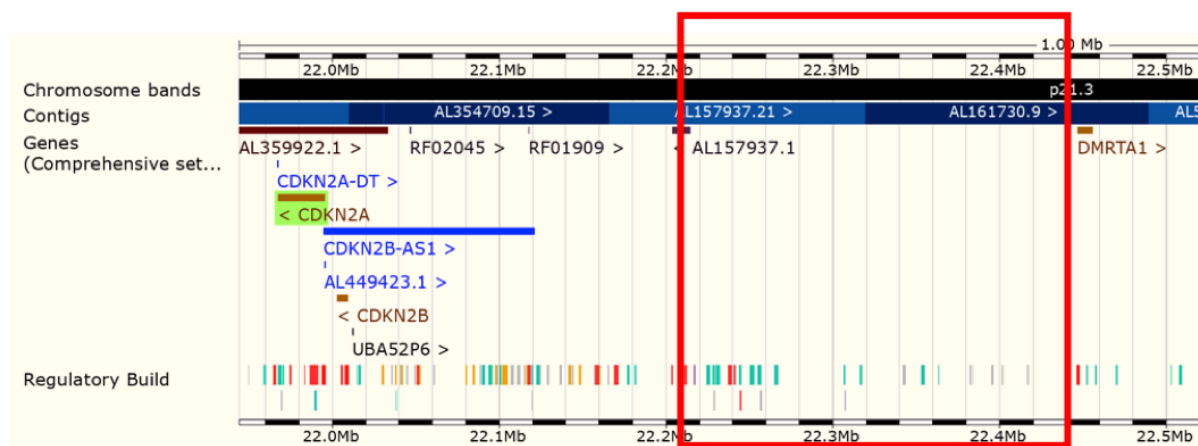 1.00 Mb
22.0Mb 22.1Mb 22.2Mb 22.3Mb 22.4Mb 22.5Mb
Chromosome bands p21.3
Contigs AL354709.15 > AL157937.21 > AL161730.9 > AL5
Genes
(Comprehensive set...
AL359922.1 > RF02045 > RF01909 > < AL157937.1 DMRTA1 >
CDKN2A-DT >
< CDKN2A
CDKN2B-AS1 >
AL449423.1 >
< CDKN2B
UBA52P6 >
Regulatory Build
22.0Mb 22.1Mb 22.2Mb 22.3Mb 22.4Mb 22.5Mb